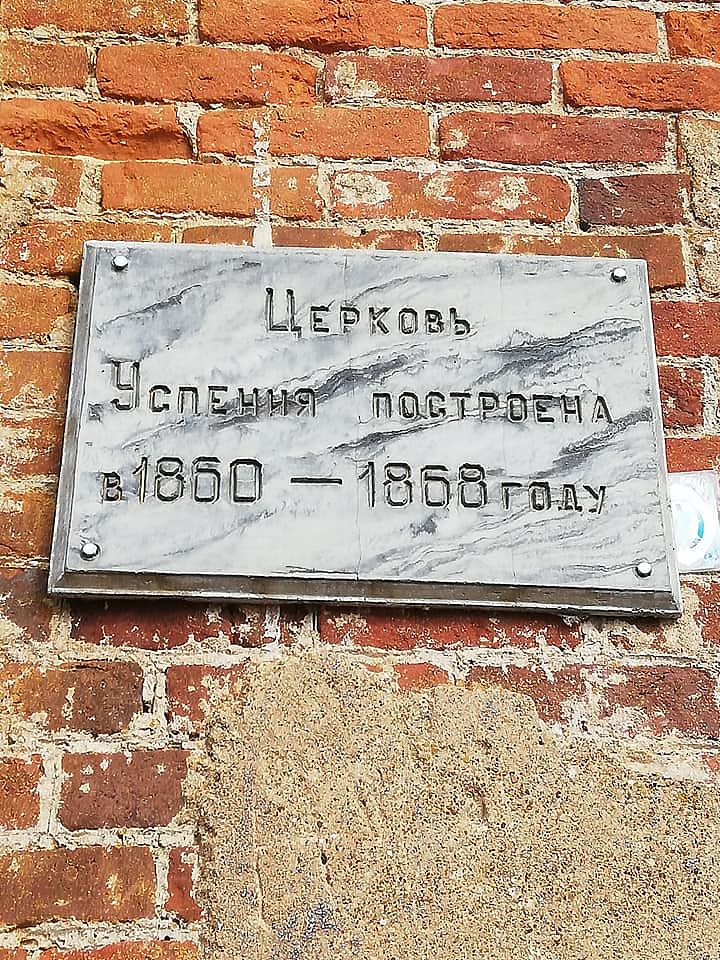 Церковь
Успения построена
в 1860 — 1868 году